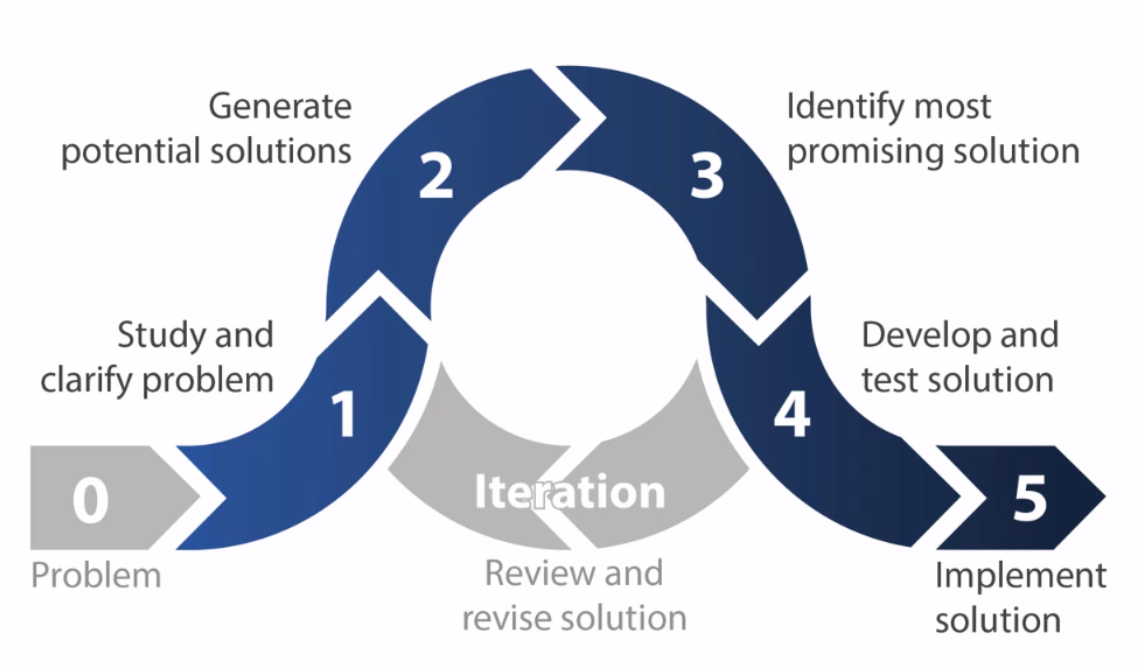 Generate
potential solutions
2
Identify most
promising solution
3
Study and
clarify problem
1
Develop and
test solution
4
0
Problem
Iteration
Review and
revise solution
5
Implement
solution